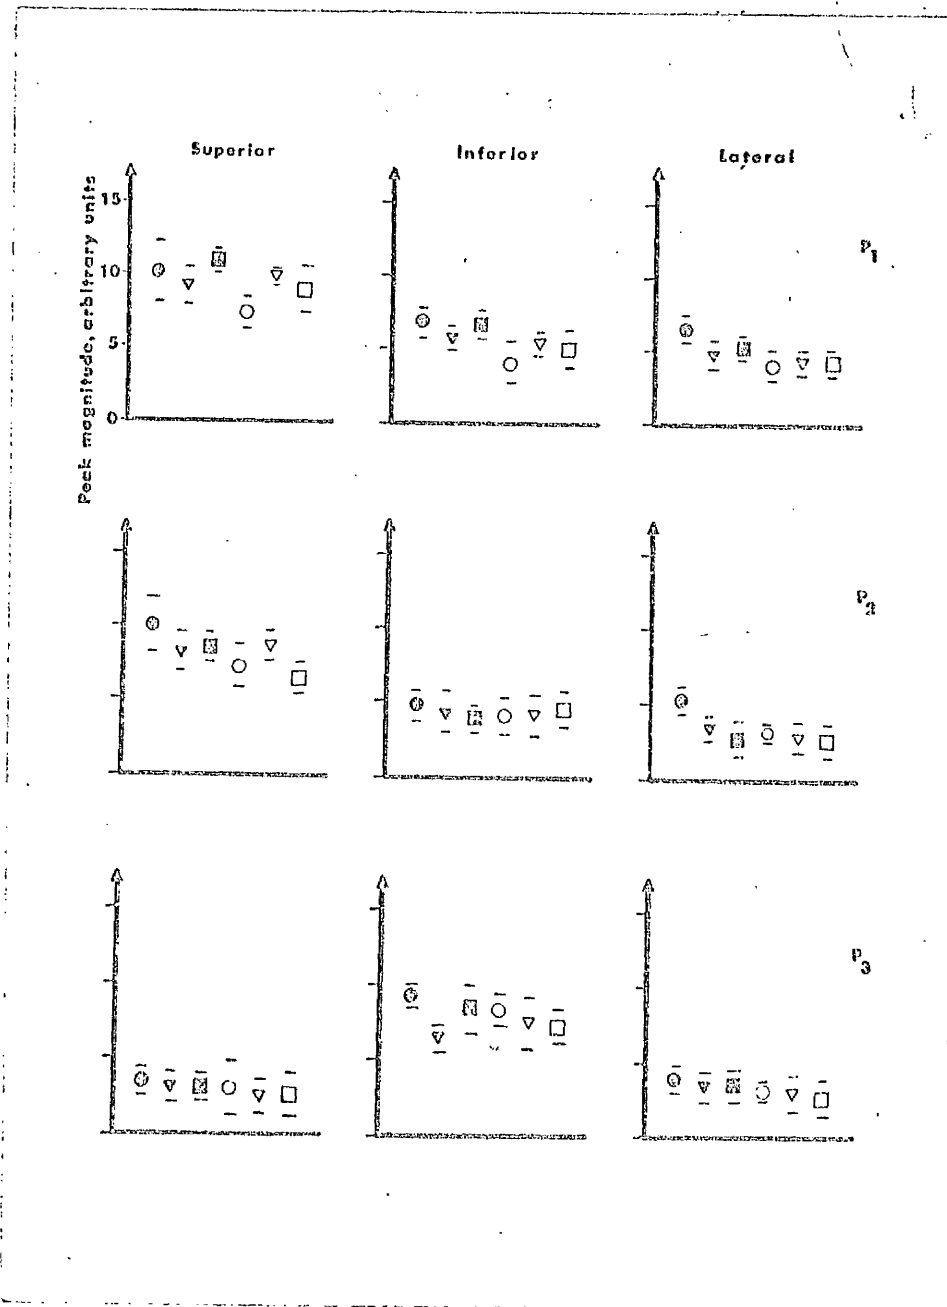 Superior
Inferior
Lateral
Peak magnitude, arbitrary units
15
10
5
0
P1
P2
P3